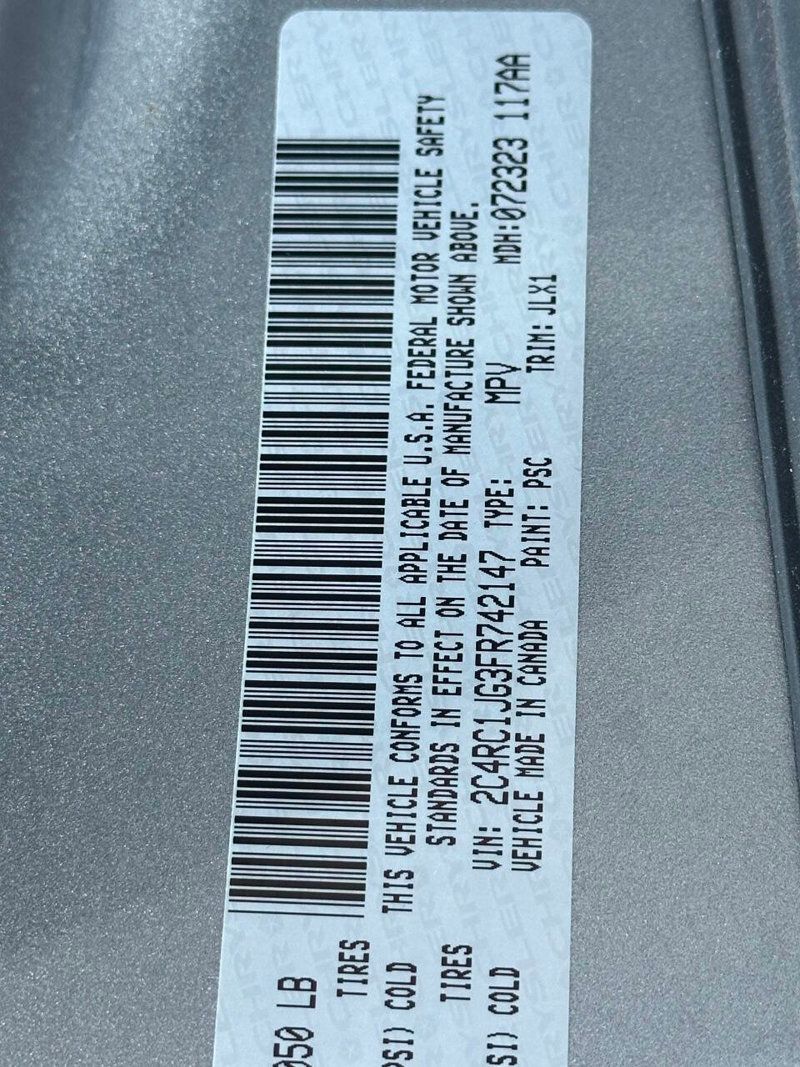 050 LB
TIRES
PSI) COLD
TIRES
SI) COLD
THIS VEHICLE CONFORMS TO ALL APPLICABLE U.S.A. FEDERAL MOTOR VEHICLE SAFETY
STANDARDS IN EFFECT ON THE DATE OF MANUFACTURE SHOWN ABOVE.
VIN: 2C4RC1JG3FR742147 TYPE: MPV MDH:072323 117AA
VEHICLE MADE IN CANADA PAINT: PSC TRIM: JLX1